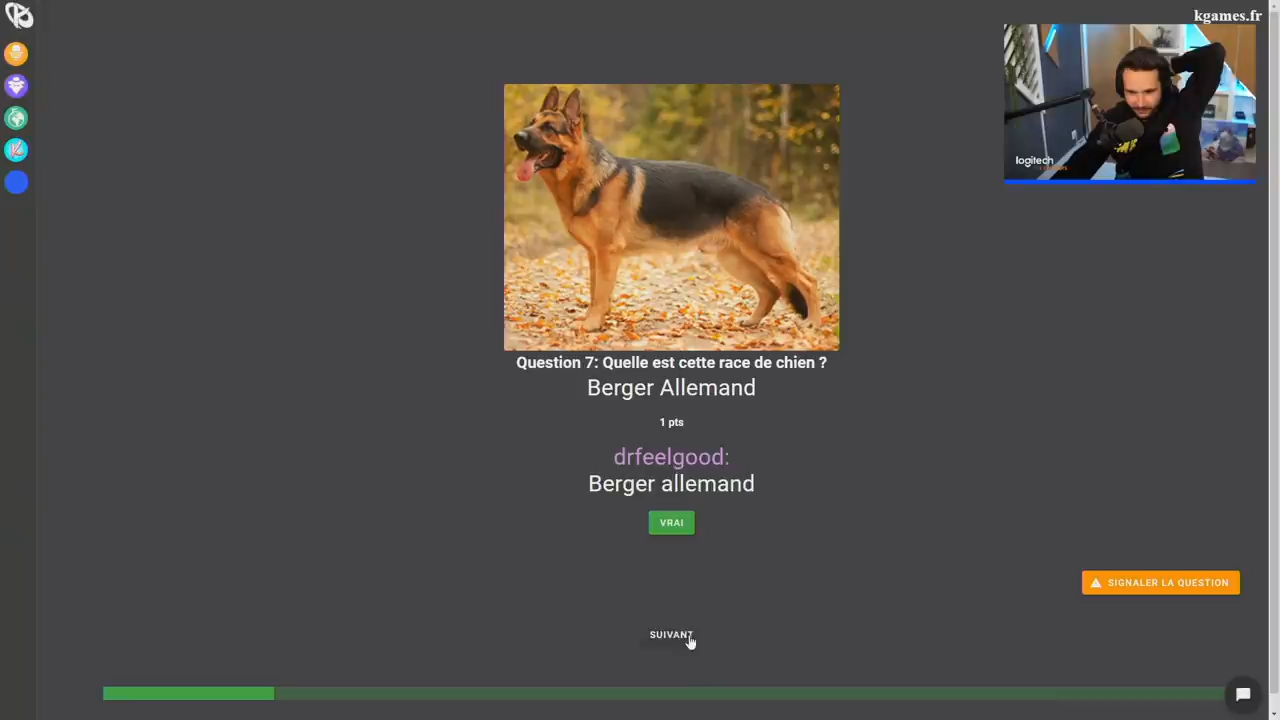 kgames.fr
logitech
Question 7: Quelle est cette race de chien ?
Berger Allemand
1 pts
drfeelgood:
Berger allemand
VRAI
SIGNALER LA QUESTION
SUIVANT